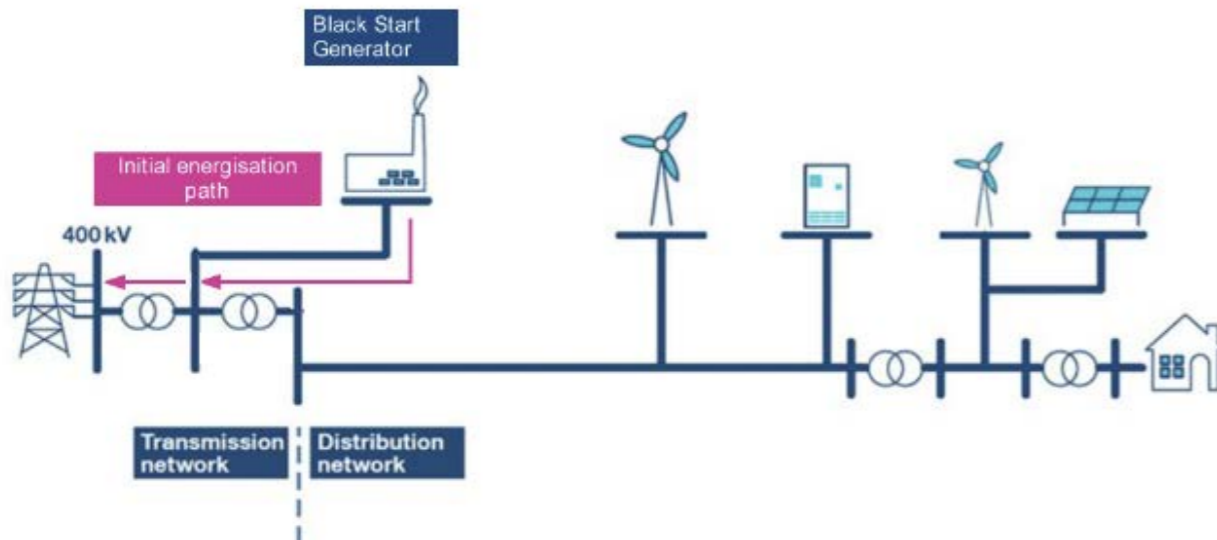 Black Start
Generator
Initial energisation
path
400 kV
Transmission
network
Distribution
network